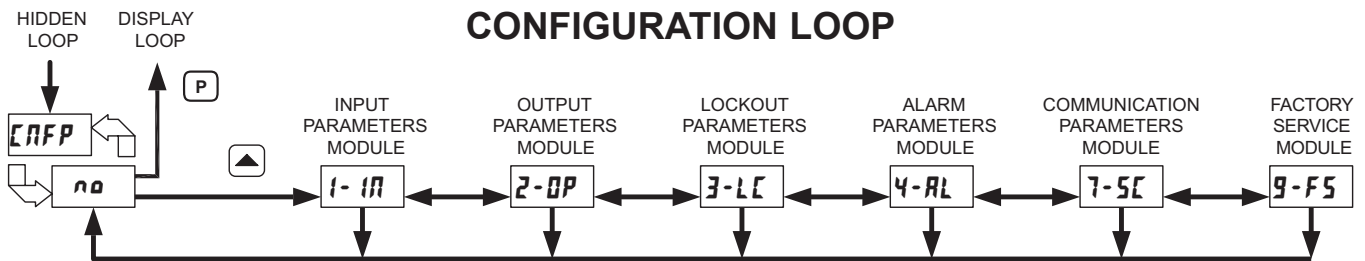 CONFIGURATION LOOP
HIDDEN
LOOP
DISPLAY
LOOP
P
CNFP
no
INPUT
PARAMETERS
MODULE
1-IN
OUTPUT
PARAMETERS
MODULE
2-OP
LOCKOUT
PARAMETERS
MODULE
3-LC
ALARM
PARAMETERS
MODULE
4-AL
COMMUNICATION
PARAMETERS
MODULE
7-SC
FACTORY
SERVICE
MODULE
9-FS